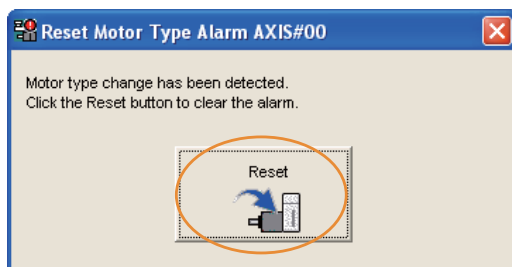 Reset Motor Type Alarm AXIS#00
Motor type change has been detected.
Click the Reset button to clear the alarm.
Reset